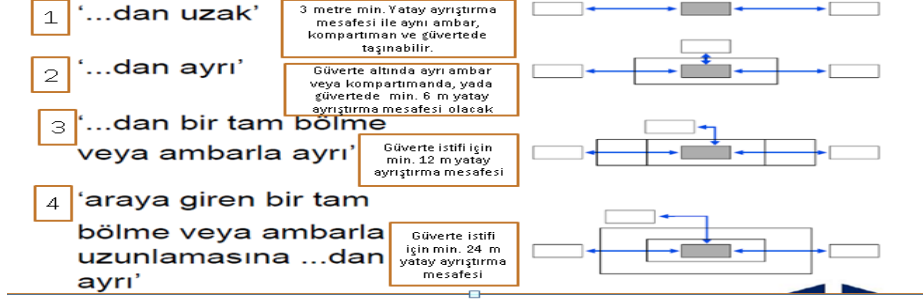 1
'...dan uzak'
3 metre min. Yatay ayrıştırma
mesafesi ile aynı ambar,
kompartıman ve güvertede
taşınabilir.
2
'...dan ayrı'
Güverte altında ayrı ambar
veya kompartımanda, yada
güvertede min. 6 m yatay
ayrıştırma mesafesi olacak
3
'...dan bir tam bölme
veya ambarla ayrı'
Güverte istifi için
min. 12 m yatay
ayrıştırma mesafesi
4
'araya giren bir tam
bölme veya ambarla
uzunlamasına ...dan
ayrı'
Güverte istifi
için min. 24 m
yatay ayrıştırma
mesafesi